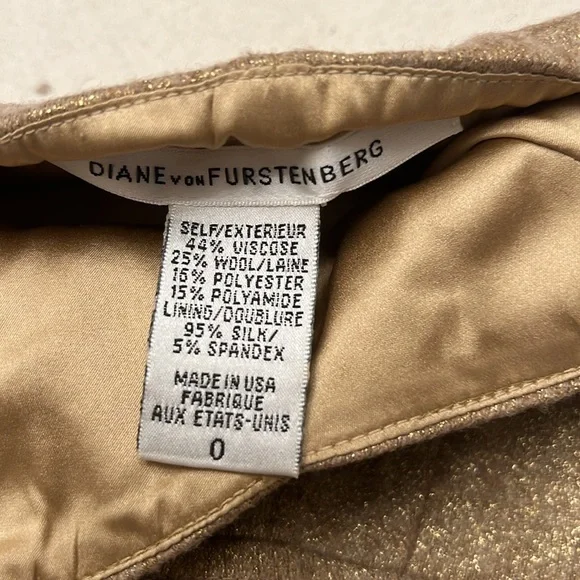 DIANE VON FURSTENBERG
SELF/EXTERIEUR
44% VISCOSE
25% WOOL/LAINE
16% POLYESTER
15% POLYAMIDE
LINING/DOUBLURE
95% SILK/
5% SPANDEX
MADE IN USA
FABRIQUE
AUX ETATS-UNIS
0